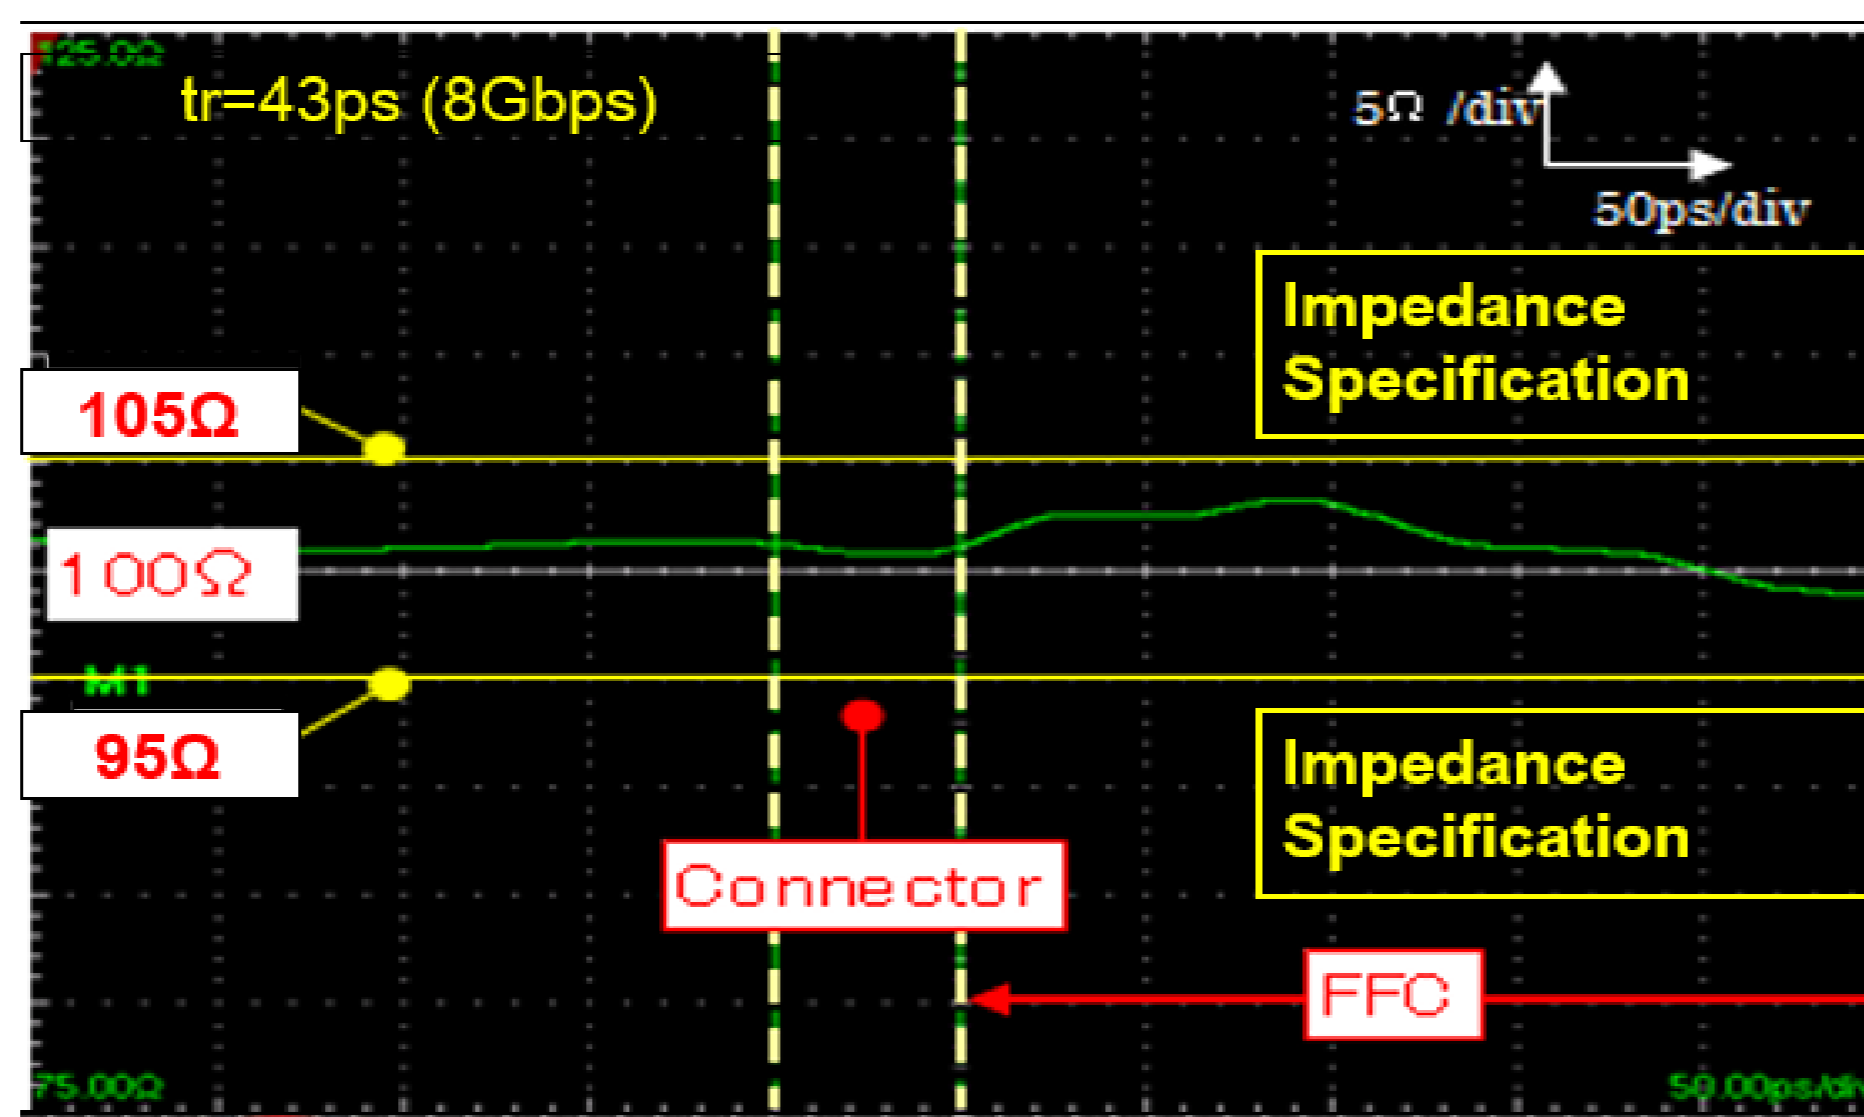 125.0Ω
tr=43ps (8Gbps)
5Ω /div
50ps/div
Impedance
Specification
105Ω
100Ω
M1
95Ω
Impedance
Specification
Connector
FFC
75.00Ω
50.00ps/div